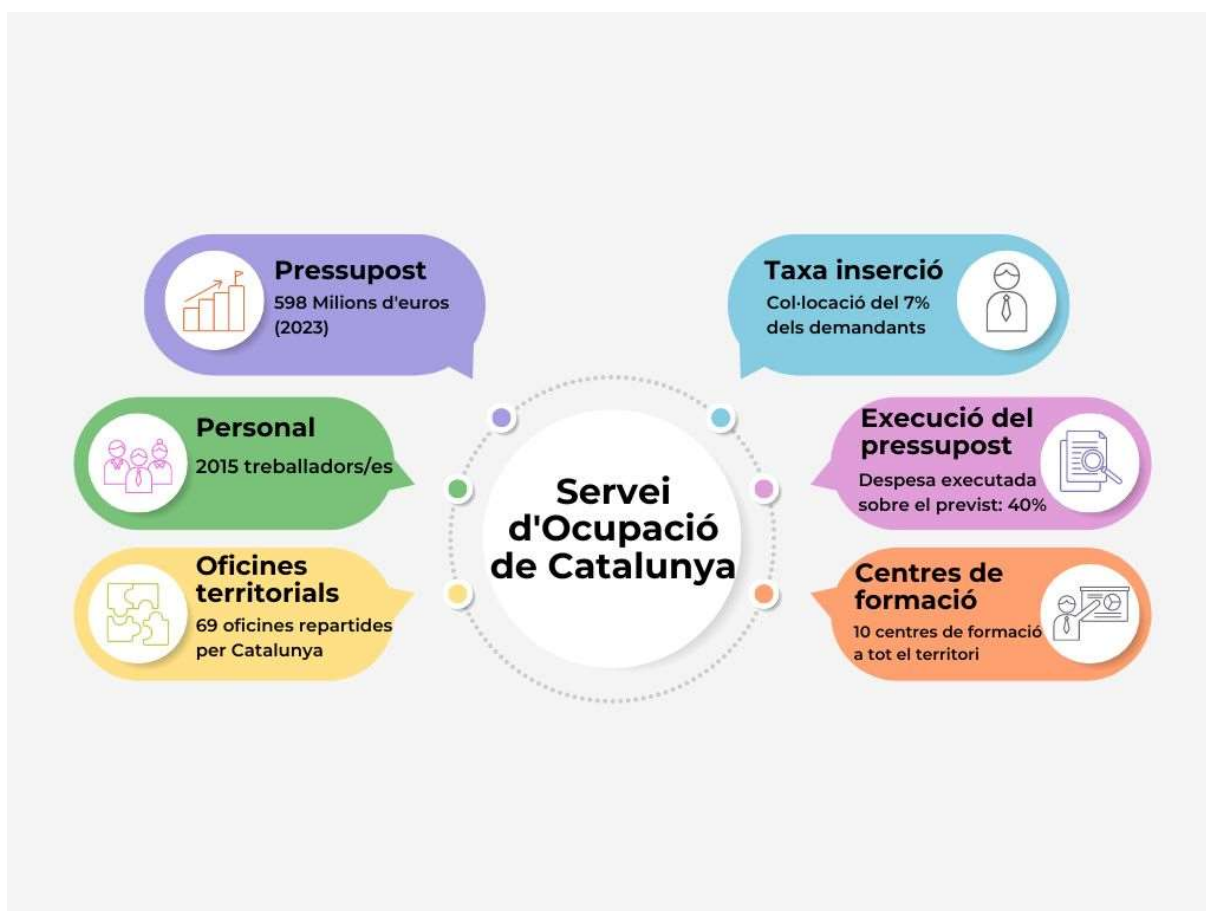 Pressupost
598 Milions d'euros
(2023)
Personal
2015 treballadors/es
Oficines
territorials
69 oficines repartides
per Catalunya
Servei
d'Ocupació
de Catalunya
Taxa inserció
Col·locació del 7%
dels demandants
Execució del
pressupost
Despesa executada
sobre el previst: 40%
Centres de
formació
10 centres de formació
a tot el territori